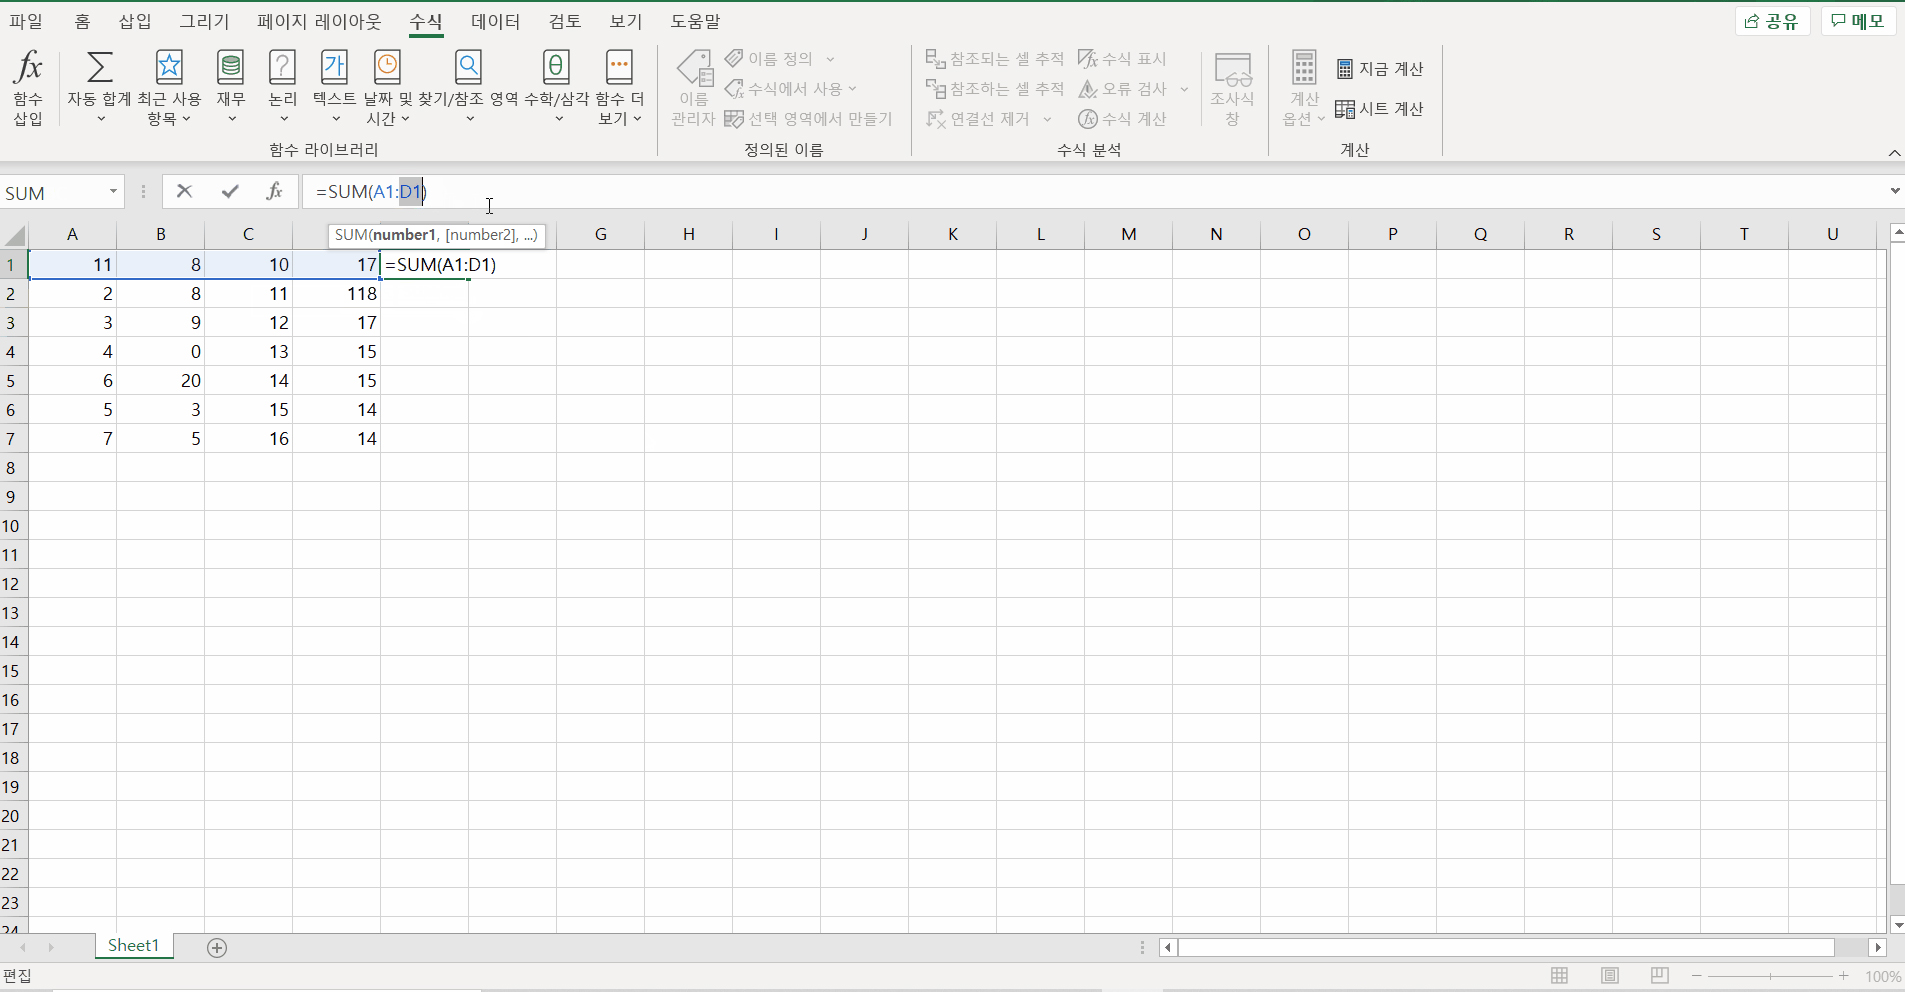 파일 홈 삽입 그리기 페이지 레이아웃 수식 데이터 검토 보기 도움말 공유 메모
fx 함수 삽입
자동 합계
최근 사용 항목
재무
논리
가 텍스트
날짜 및 시간
찾기/참조 영역
θ 수학/삼각
함수 더 보기
함수 라이브러리
이름 관리자
이름 정의
수식에서 사용
선택 영역에서 만들기
정의된 이름
참조되는 셀 추적
참조하는 셀 추적
연결선 제거
수식 표시
오류 검사
수식 계산
조사식 창
수식 분석
계산 옵션
지금 계산
시트 계산
계산
SUM fx =SUM(A1:D1)
SUM(number1, [number2], ...)
A B C G H I J K L M N O P Q R S T U
1 11 8 10 17 =SUM(A1:D1)
2 2 8 11 118
3 3 9 12 17
4 4 0 13 15
5 6 20 14 15
6 5 3 15 14
7 7 5 16 14
8
9
10
11
12
13
14
15
16
17
18
19
20
21
22
23
24
Sheet1
편집 100%